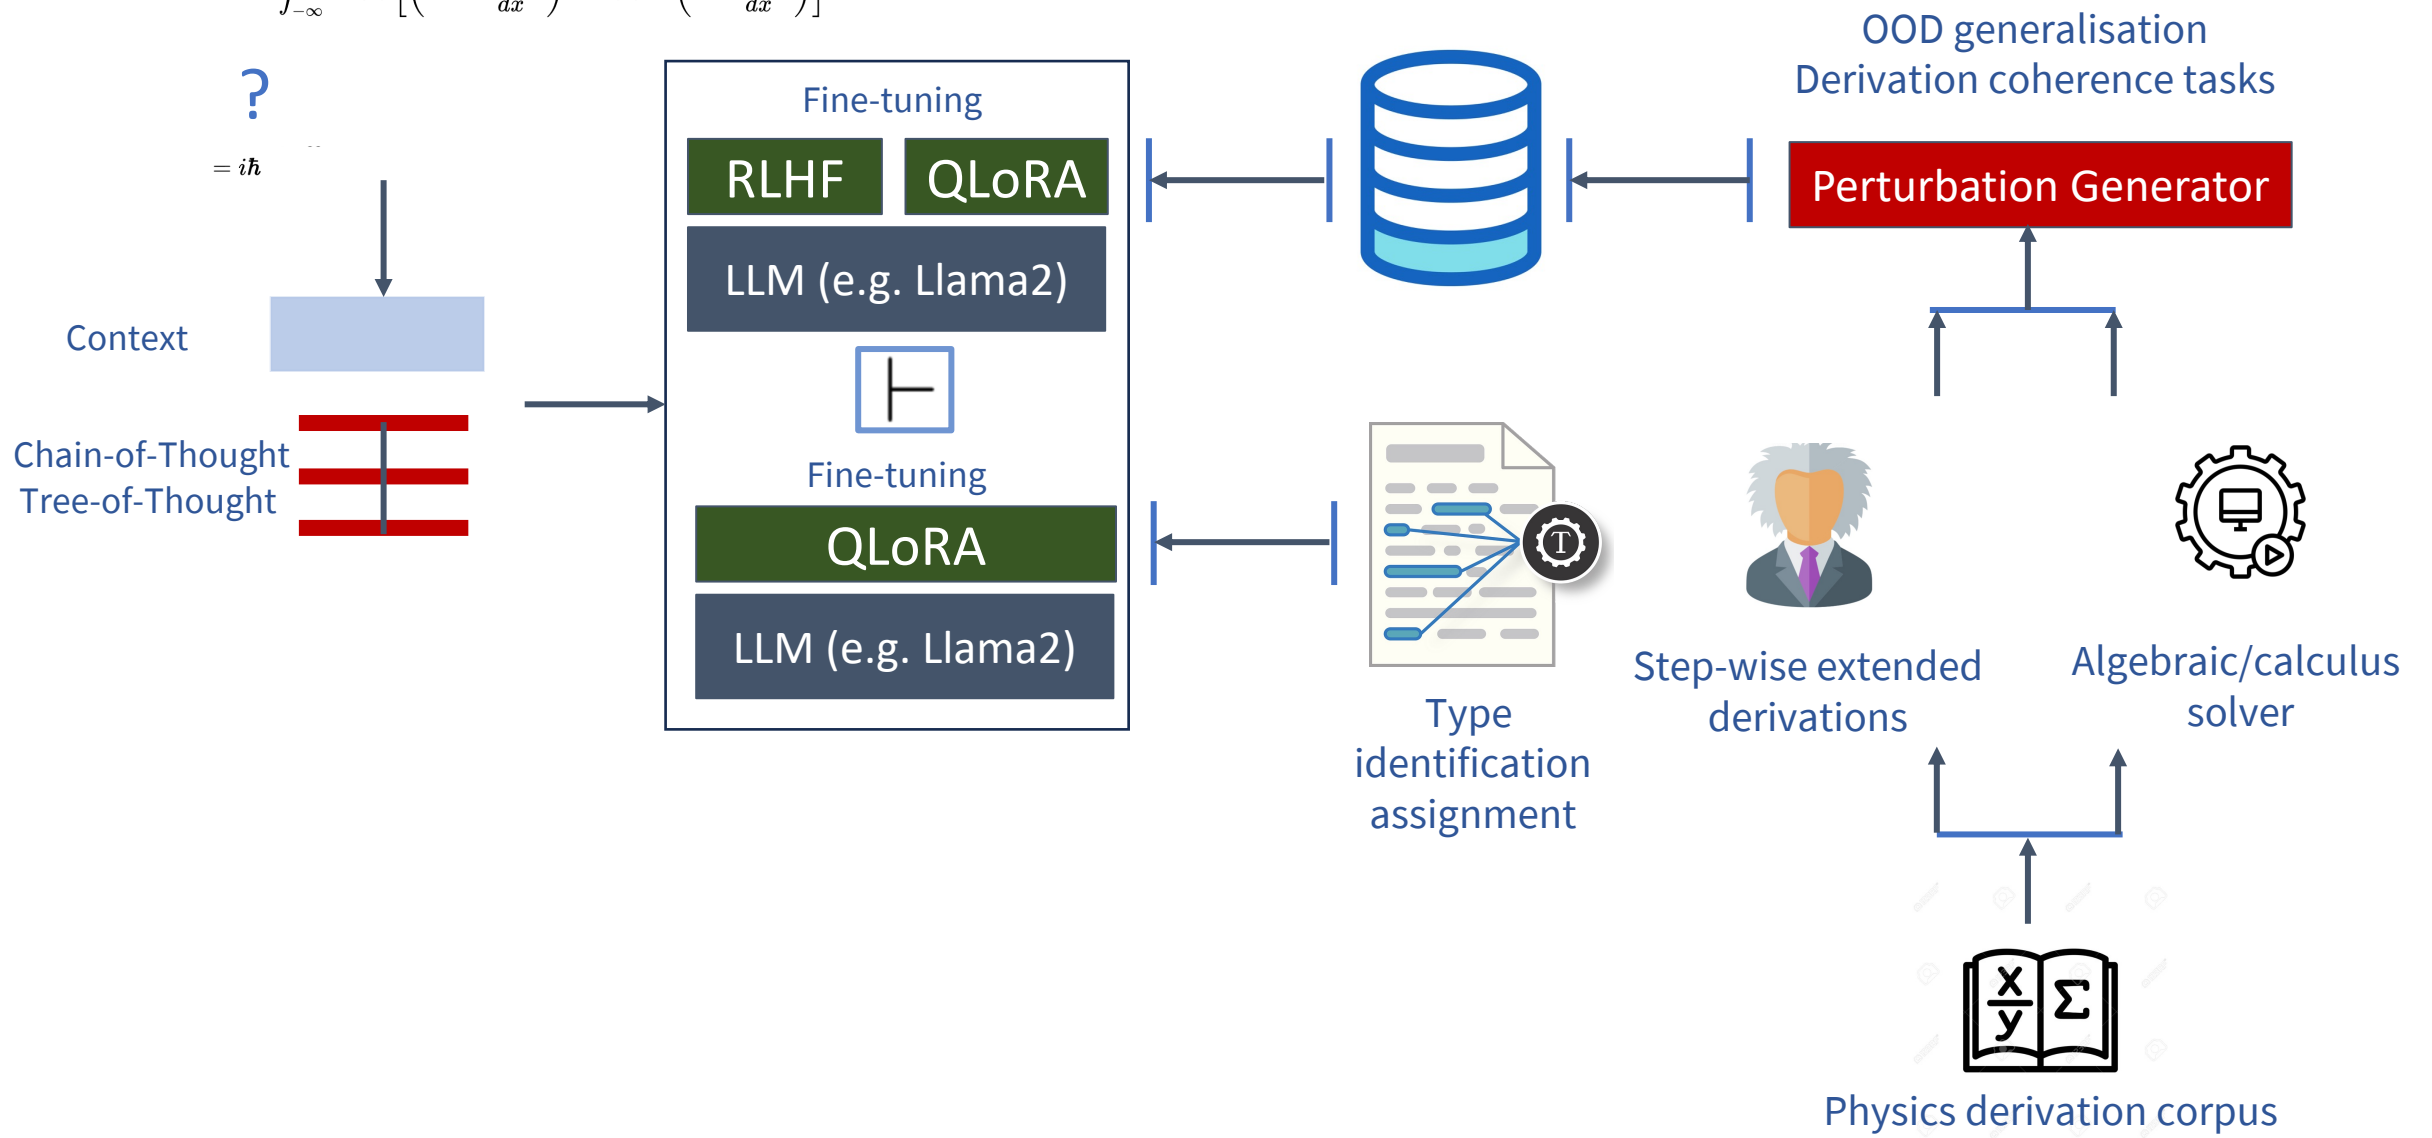 ∫_{-∞} [( dx ) ( dx )]
?
= iħ
Context
Chain-of-Thought
Tree-of-Thought
Fine-tuning
RLHF
QLoRA
LLM (e.g. Llama2)
⊢
Fine-tuning
QLoRA
LLM (e.g. Llama2)
T
Type
identification
assignment
OOD generalisation
Derivation coherence tasks
Perturbation Generator
Step-wise extended
derivations
Algebraic/calculus
solver
x
y
Σ
Physics derivation corpus